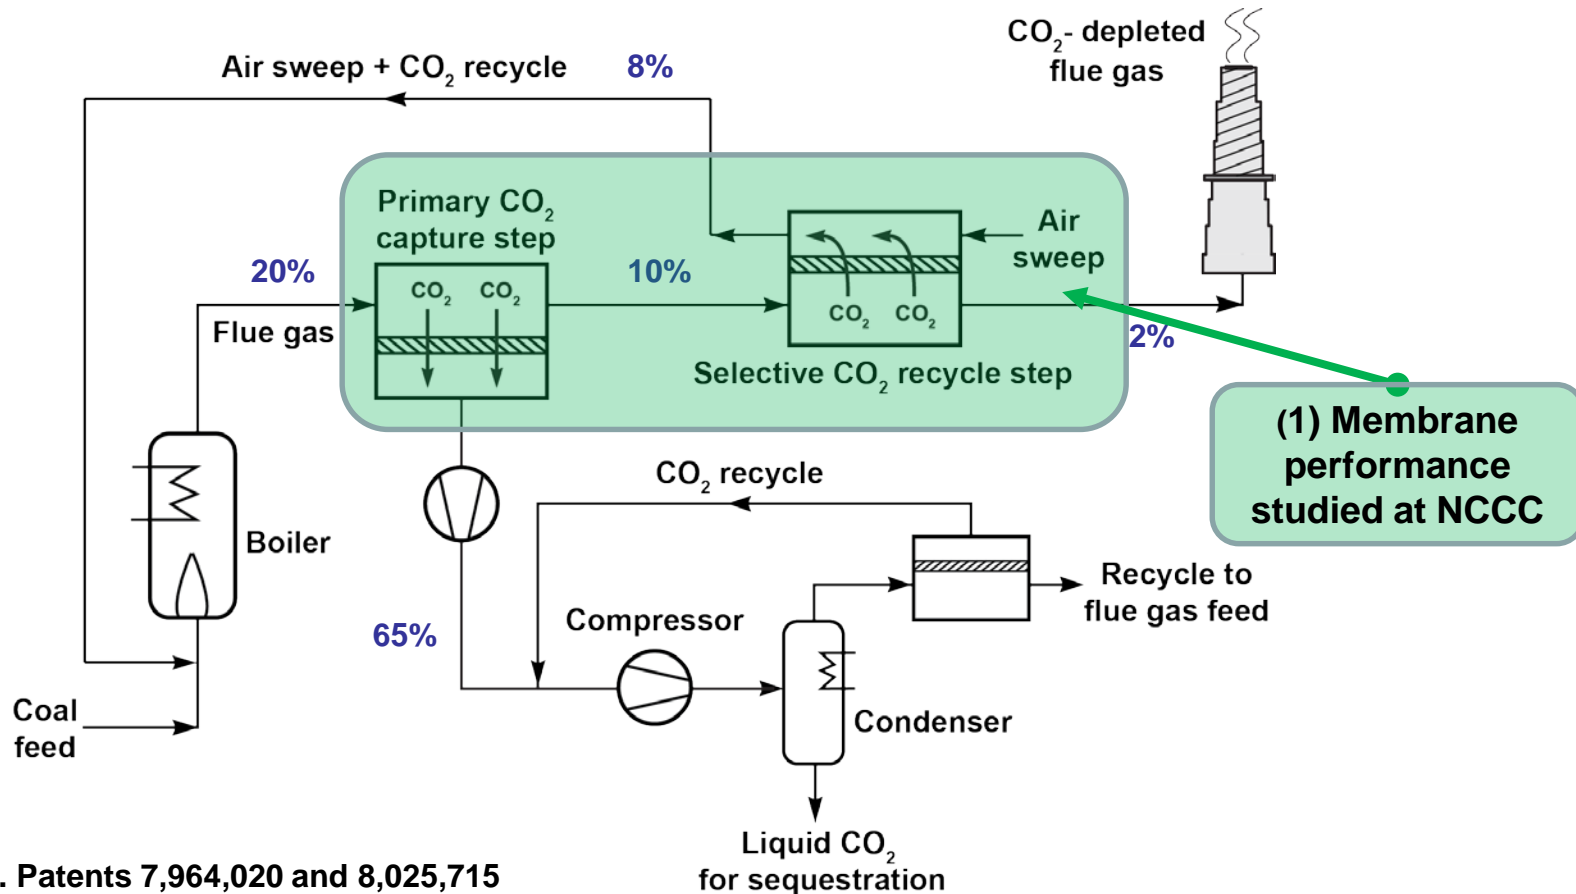 CO₂- depleted
flue gas
Air sweep + CO₂ recycle 8%
Primary CO₂
capture step
Air
sweep
20%
10%
CO₂ CO₂
CO₂ CO₂
Flue gas
2%
Selective CO₂ recycle step
(1) Membrane
performance
studied at NCCC
CO₂ recycle
Boiler
Recycle to
flue gas feed
Compressor
65%
Coal
feed
Condenser
Liquid CO₂
for sequestration
. Patents 7,964,020 and 8,025,715